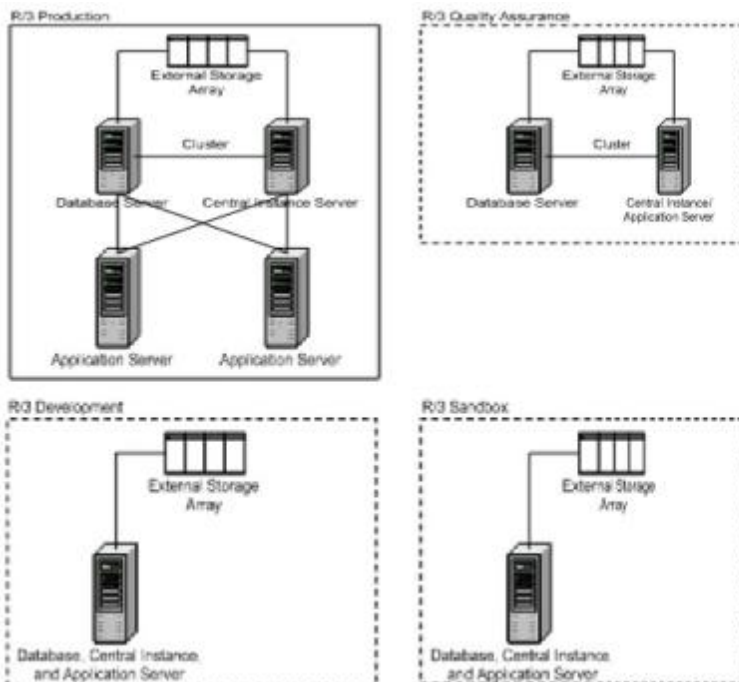 R/3 Production
External Storage
Array
Cluster
Database Server
Central Instance Server
Application Server
Application Server
R/3 Quality Assurance
External Storage
Array
Cluster
Database Server
Central Instance/
Application Server
R/3 Development
External Storage
Array
Database, Central Instance,
and Application Server
R/3 Sandbox
External Storage
Array
Database, Central Instance,
and Application Server